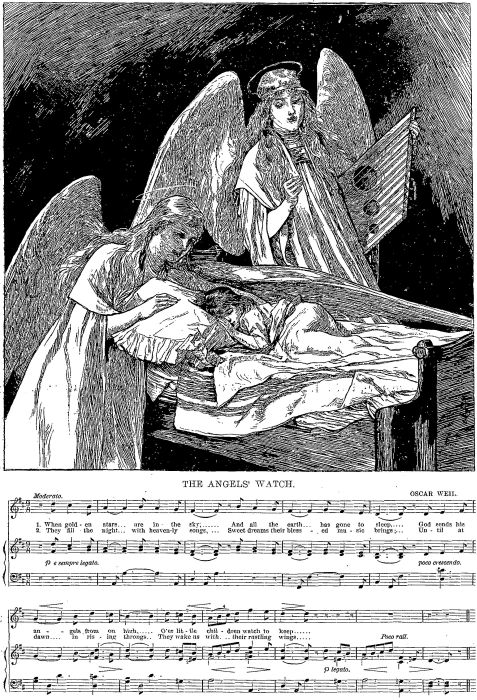 THE ANGELS' WATCH.
Moderato.
OSCAR WEIL.
1. When gold - en stars... are in - the sky,...... And all the earth... has gone to sleep,.... God sends his
2. They fill the night... with heaven-ly songs, ... Sweet dreams their bless - ed mu - sic brings;... Un - til at
p e sempre legato.
poco crescendo.
an - gels from on high,..... O'er lit - tle chil - dren watch to keep......
dawn.... in ris - ing throngs.. They wake us with... their rustling wings.....
Poco rall.
p legato.